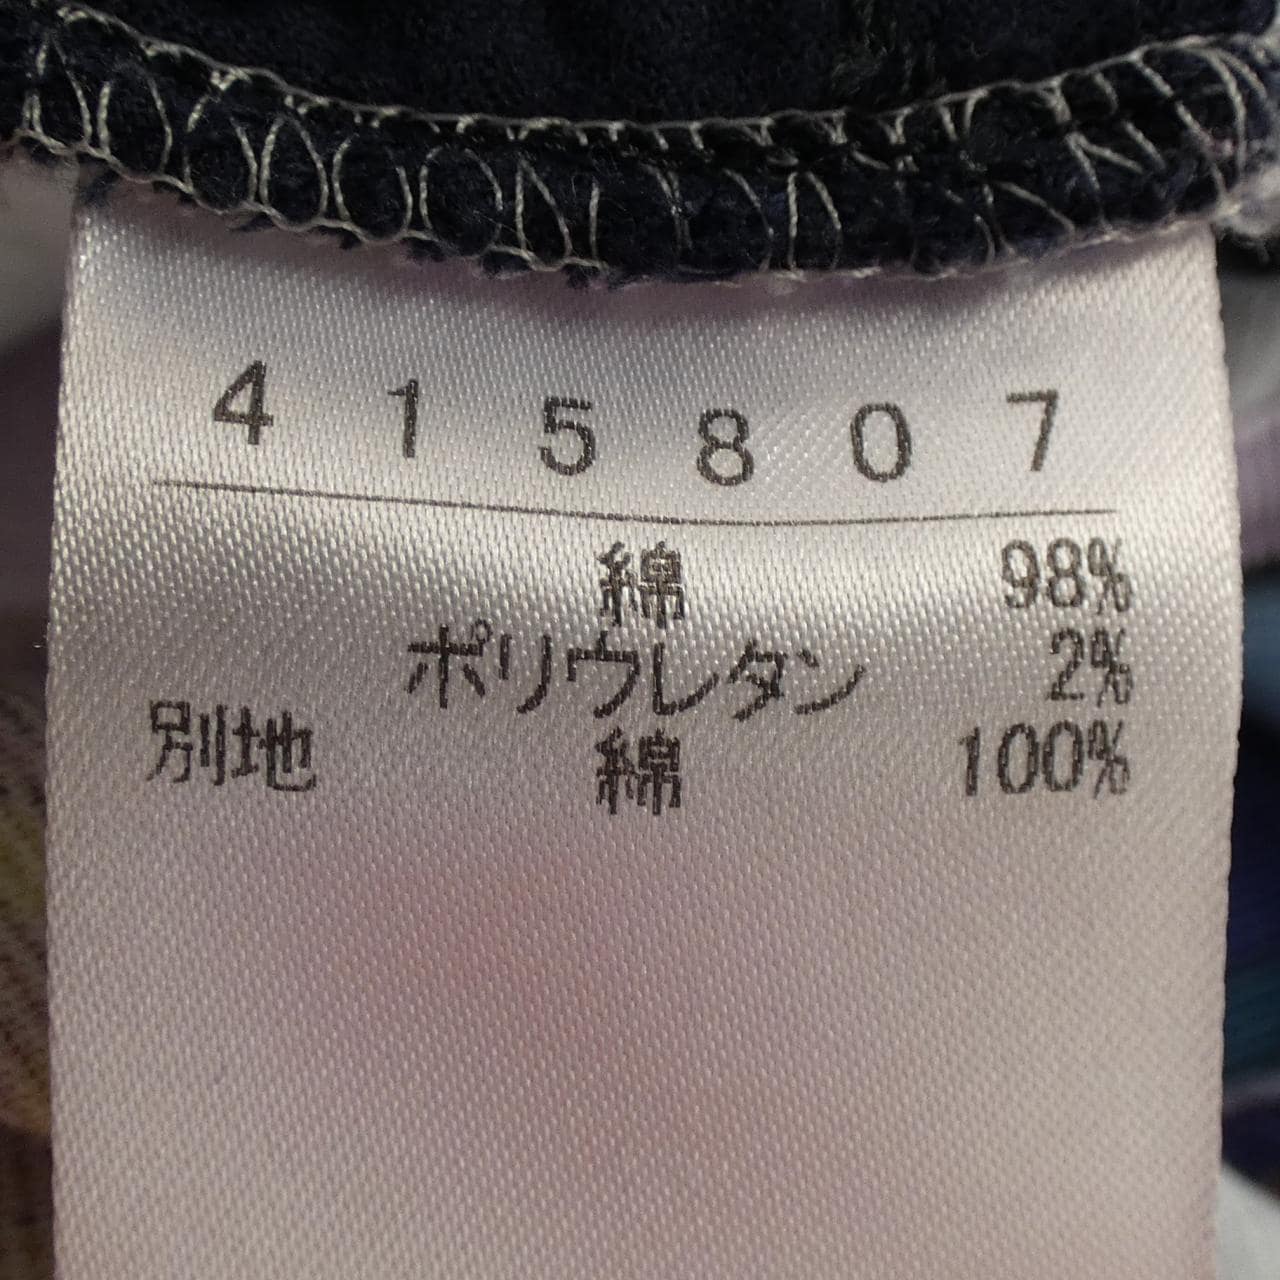 415807
綿 98%
ポリウレタン 2%
別地 綿 100%